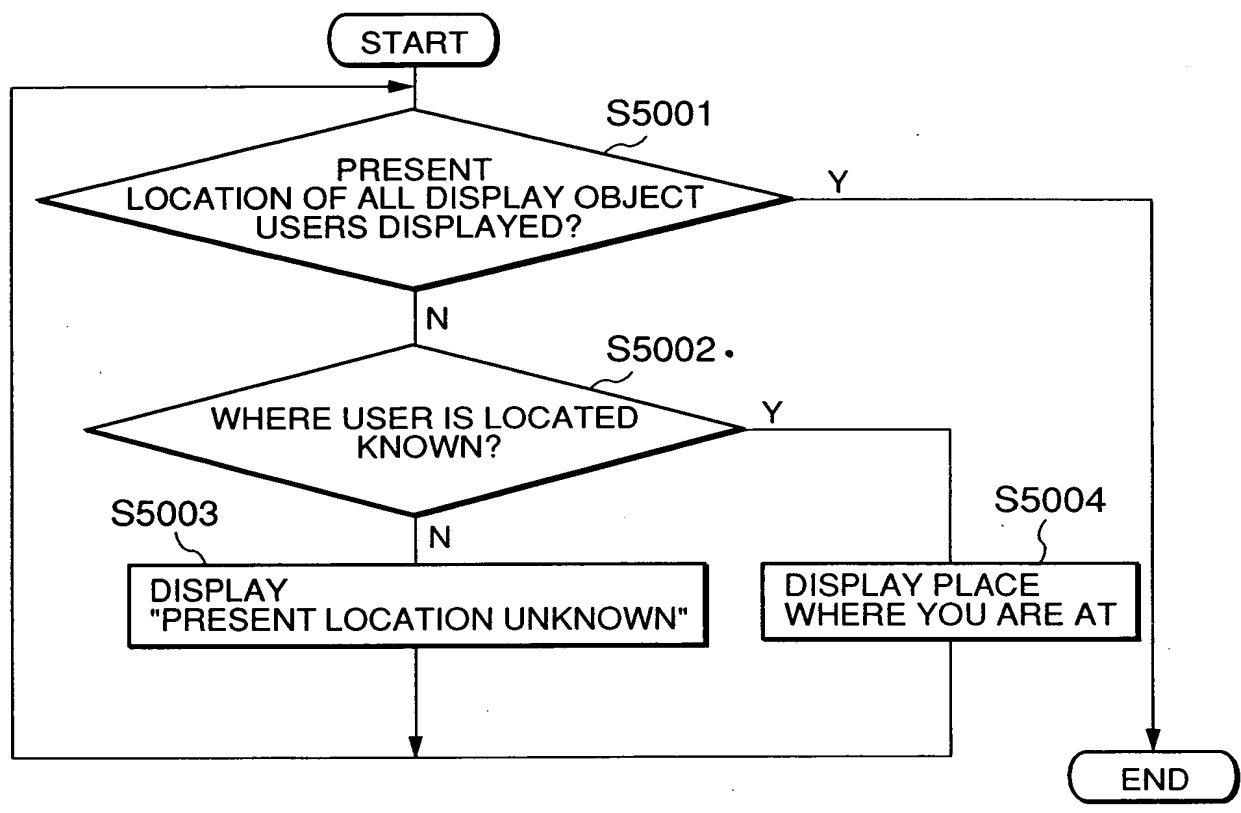 START
S5001
PRESENT
LOCATION OF ALL DISPLAY OBJECT
USERS DISPLAYED?
Y
N
S5002
WHERE USER IS LOCATED
KNOWN?
Y
N
S5003
DISPLAY
"PRESENT LOCATION UNKNOWN"
S5004
DISPLAY PLACE
WHERE YOU ARE AT
END